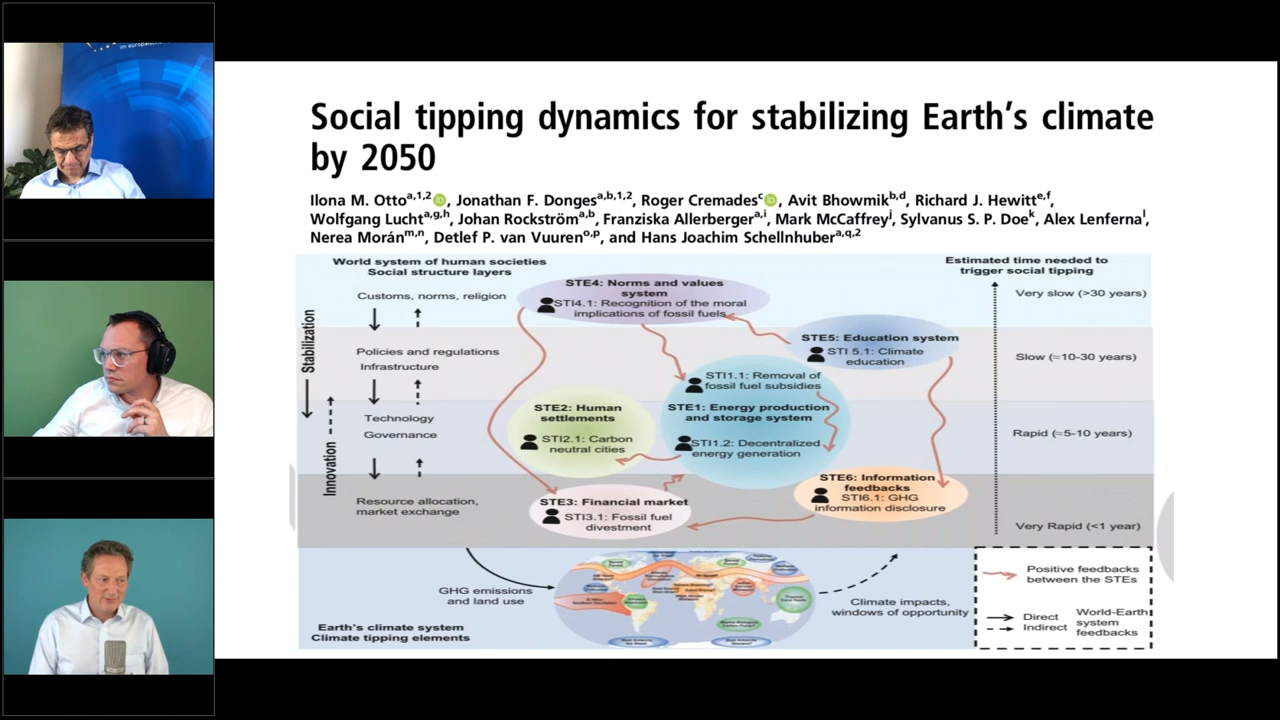 im europäische
Social tipping dynamics for stabilizing Earth's climate
by 2050
Ilona M. Otto^a,1,2, Jonathan F. Donges^a,b,1,2, Roger Cremades^c, Avit Bhowmik^b,d, Richard J. Hewitt^e,f,
Wolfgang Lucht^a,g,h, Johan Rockström^a,b, Franziska Allerberger^a,i, Mark McCaffrey^j, Sylvanus S. P. Doe^k, Alex Lenferna^l,
Nerea Morán^m,n, Detlef P. van Vuuren^o,p, and Hans Joachim Schellnhuber^a,q,2
World system of human societies
Social structure layers
Estimated time needed to
trigger social tipping
Customs, norms, religion
Policies and regulations
Infrastructure
Technology
Governance
Resource allocation,
market exchange
Stabilization
Innovation
STE4: Norms and values
system
STI4.1: Recognition of the moral
implications of fossil fuels
STE5: Education system
STI 5.1: Climate
education
STI1.1: Removal of
fossil fuel subsidies
STE1: Energy production
and storage system
STI1.2: Decentralized
energy generation
STE2: Human
settlements
STI2.1: Carbon
neutral cities
STE3: Financial market
STI3.1: Fossil fuel
divestment
STE6: Information
feedbacks
STI6.1: GHG
information disclosure
Very slow (>30 years)
Slow (≈10-30 years)
Rapid (≈5-10 years)
Very Rapid (<1 year)
GHG emissions
and land use
Earth's climate system
Climate tipping elements
Climate impacts,
windows of opportunity
Positive feedbacks
between the STEs
Direct
Indirect
World-Earth
system
feedbacks